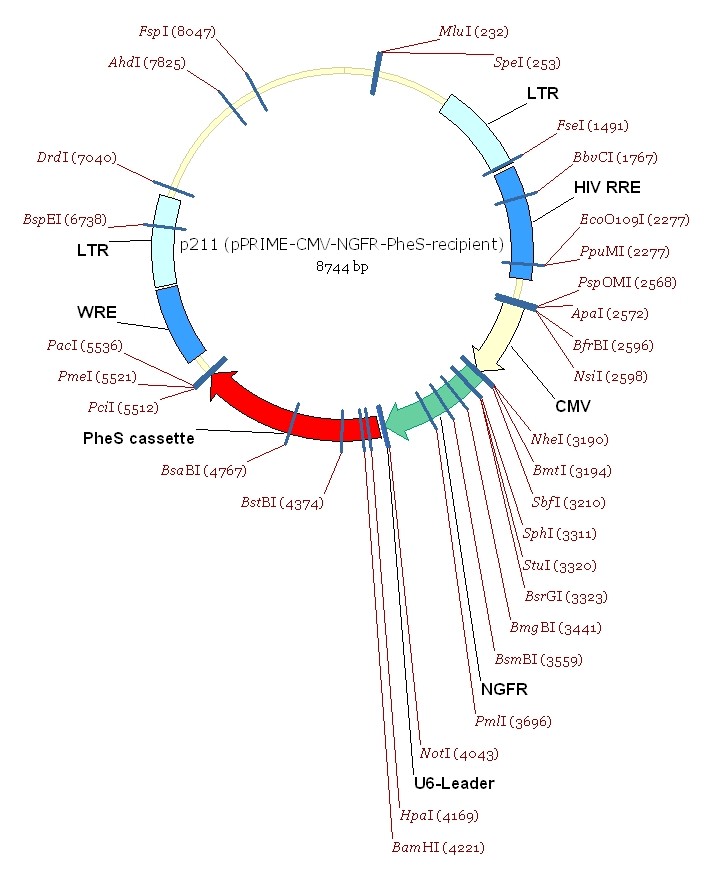 FspI (8047)
MluI (232)
AhdI (7825)
SpeI (253)
LTR
FseI (1491)
DrdI (7040)
BbvCI (1767)
HIV RRE
BspEI (6738)
EcoO109I (2277)
LTR
p211 (pPRIME-CMV-NGFR-PheS-recipient)
8744 bp
PpuMI (2277)
PspOMI (2568)
WRE
ApaI (2572)
PacI (5536)
BfrBI (2596)
PmeI (5521)
NsiI (2598)
PciI (5512)
CMV
PheS cassette
NheI (3190)
BsaBI (4767)
BmtI (3194)
BstBI (4374)
SbfI (3210)
SphI (3311)
StuI (3320)
BsrGI (3323)
BmgBI (3441)
BsmBI (3559)
NGFR
PmlI (3696)
NotI (4043)
U6-Leader
HpaI (4169)
BamHI (4221)